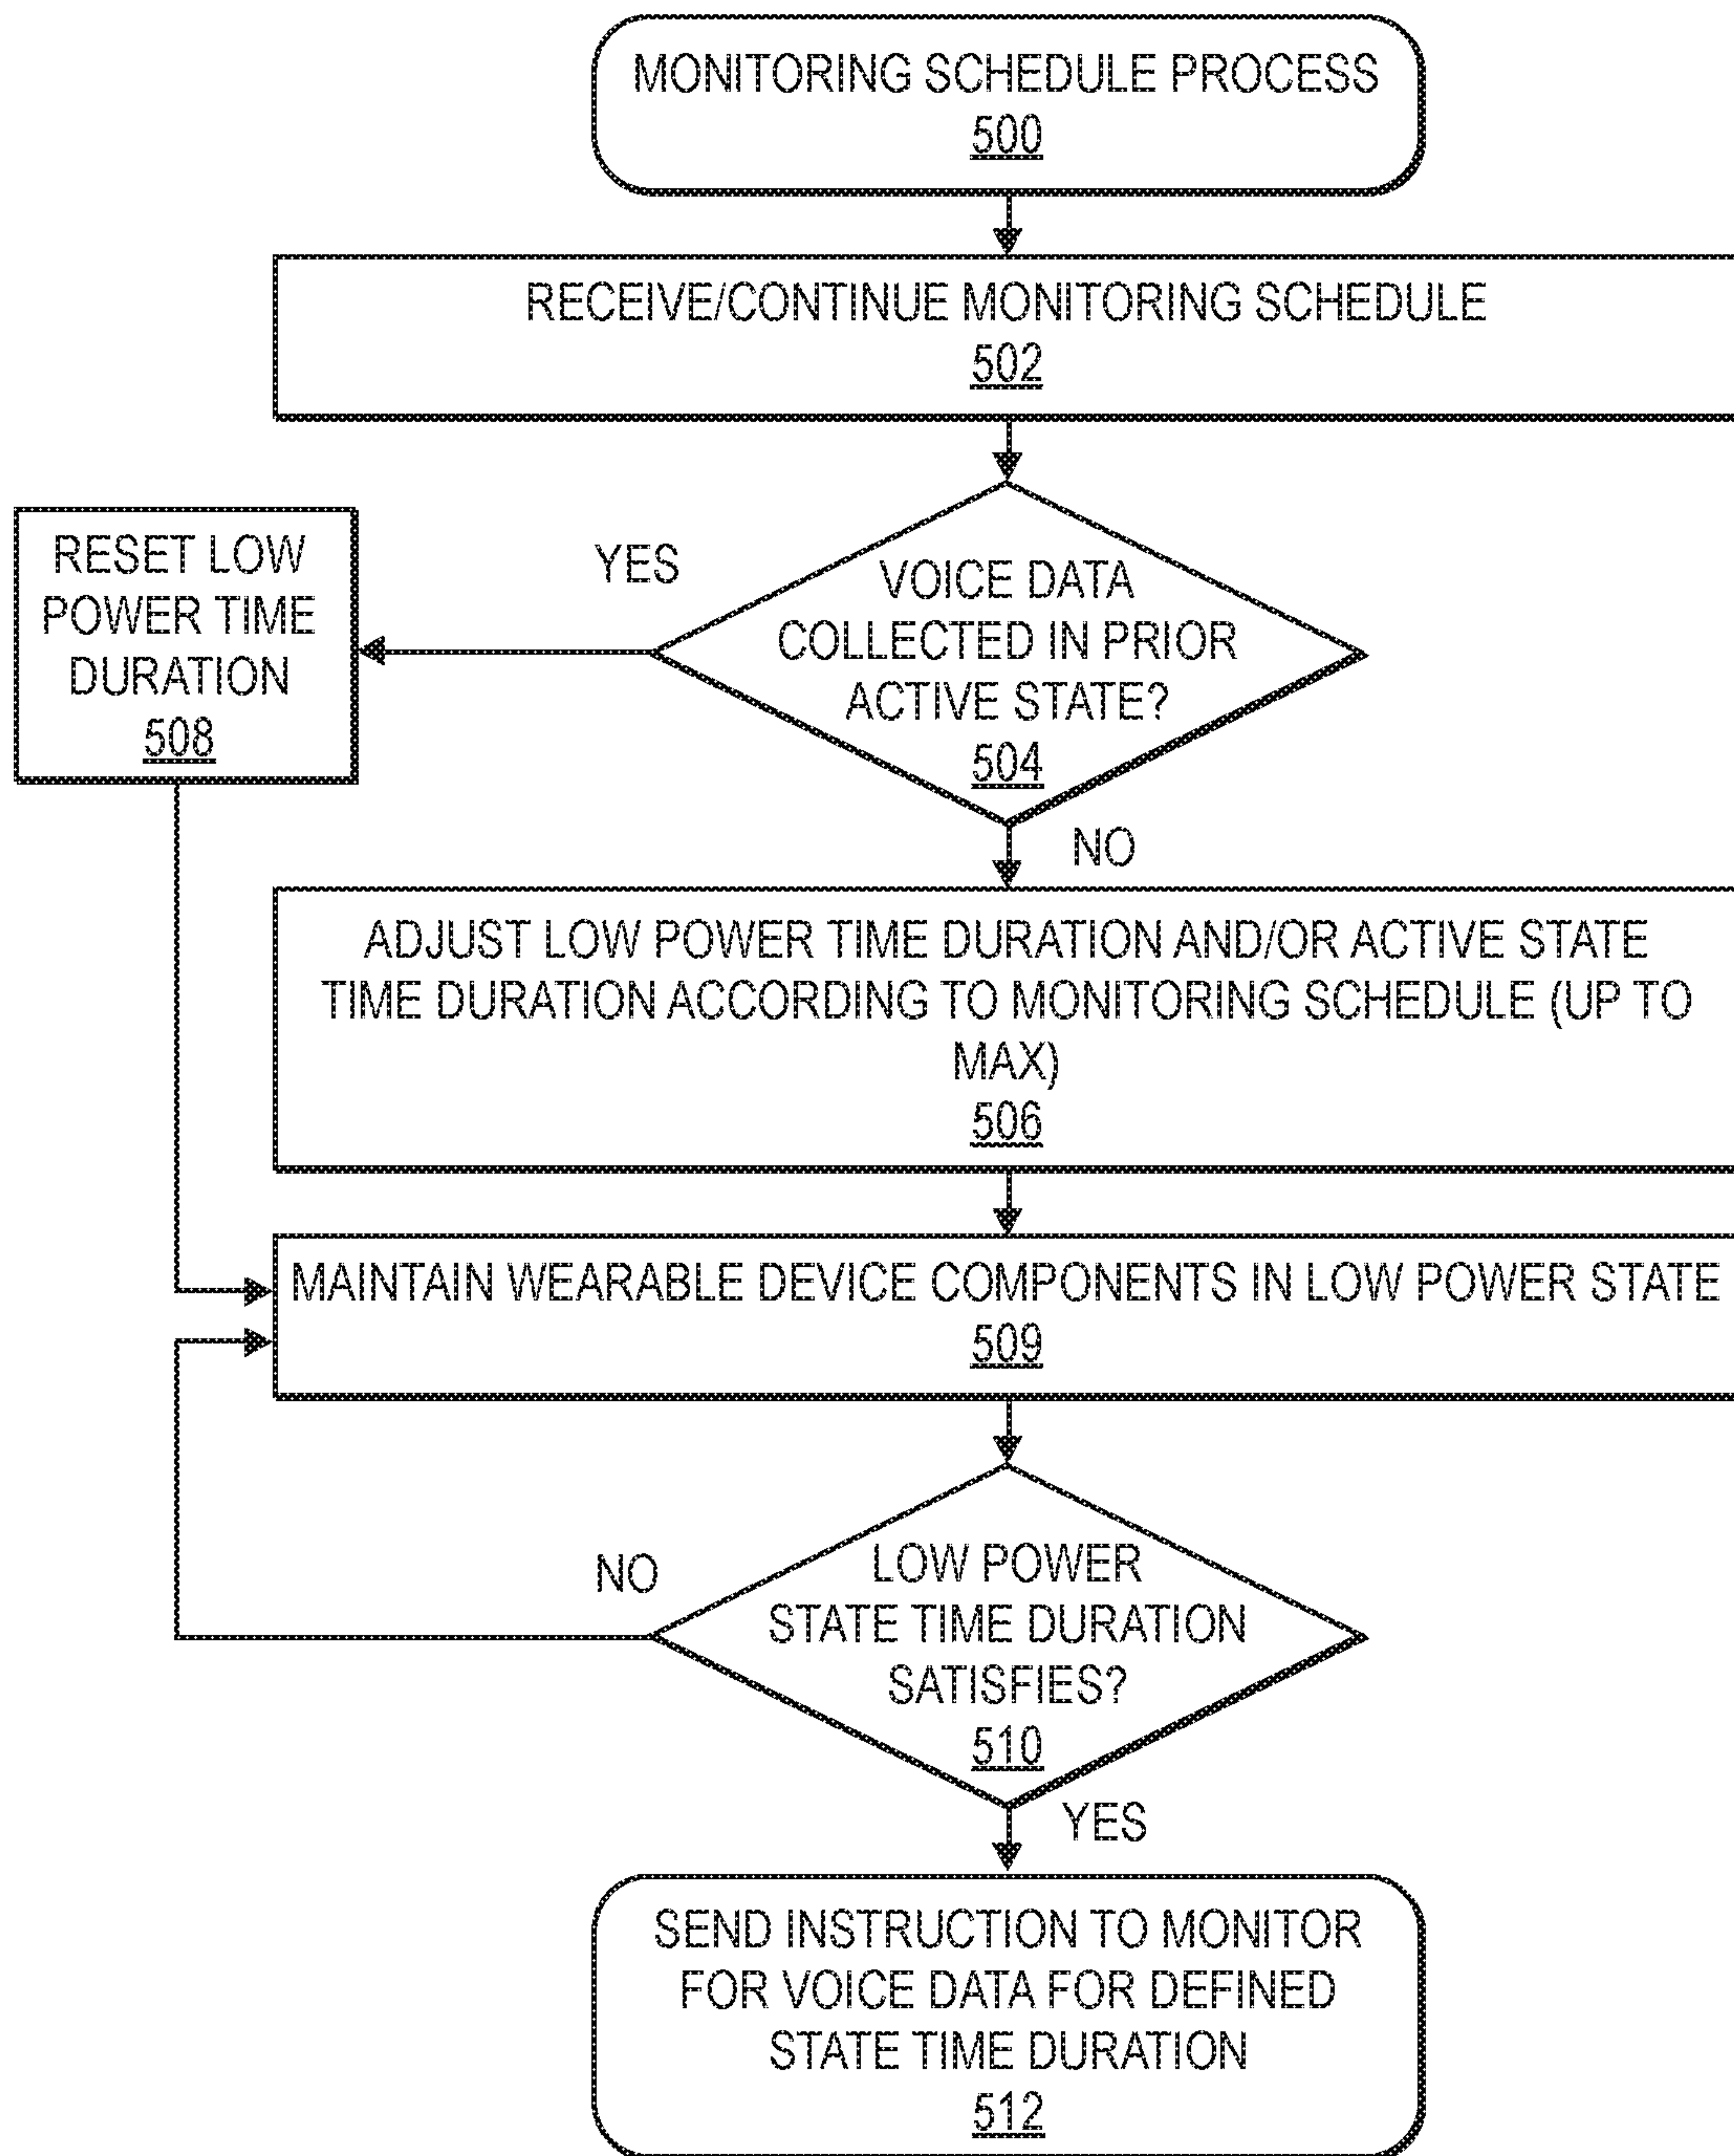 MONITORING SCHEDULE PROCESS
500
RECEIVE/CONTINUE MONITORING SCHEDULE
502
RESET LOW
POWER TIME
DURATION
508
YES
VOICE DATA
COLLECTED IN PRIOR
ACTIVE STATE?
504
NO
ADJUST LOW POWER TIME DURATION AND/OR ACTIVE STATE
TIME DURATION ACCORDING TO MONITORING SCHEDULE (UP TO
MAX)
506
MAINTAIN WEARABLE DEVICE COMPONENTS IN LOW POWER STATE
509
NO
LOW POWER
STATE TIME DURATION
SATISFIES?
510
YES
SEND INSTRUCTION TO MONITOR
FOR VOICE DATA FOR DEFINED
STATE TIME DURATION
512